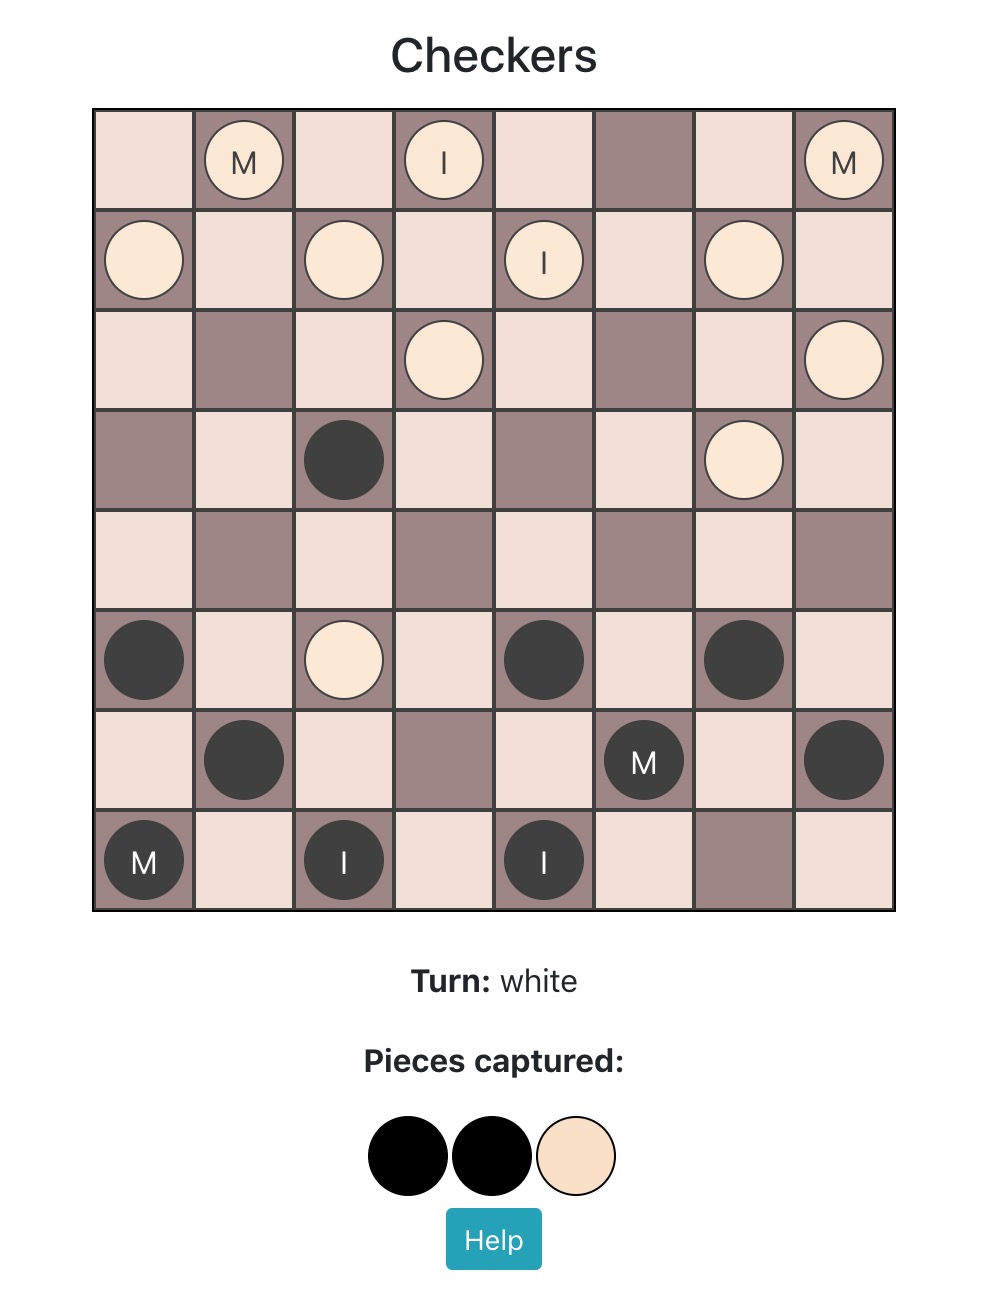 Checkers
M I M
I
M
M I I
Turn: white
Pieces captured:
Help